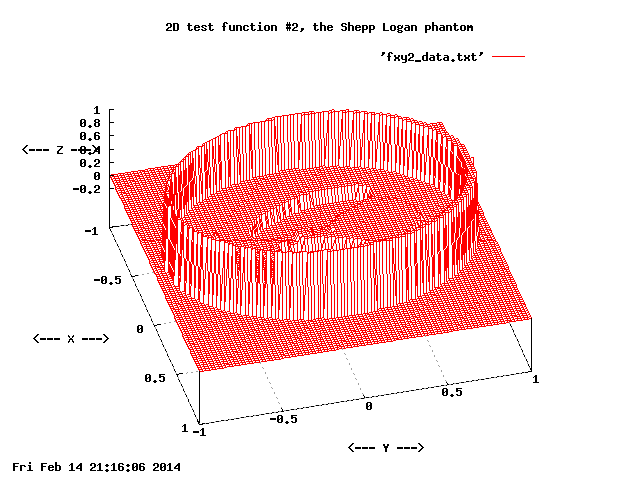 2D test function #2, the Shepp Logan phantom
'fxy2_data.txt'
1
0.8
0.6
0.4
0.2
0
-0.2
<--- Z --->
-1
-0.5
0
0.5
1
<--- X --->
-1
-0.5
0
0.5
1
<--- Y --->
Fri Feb 14 21:16:06 2014